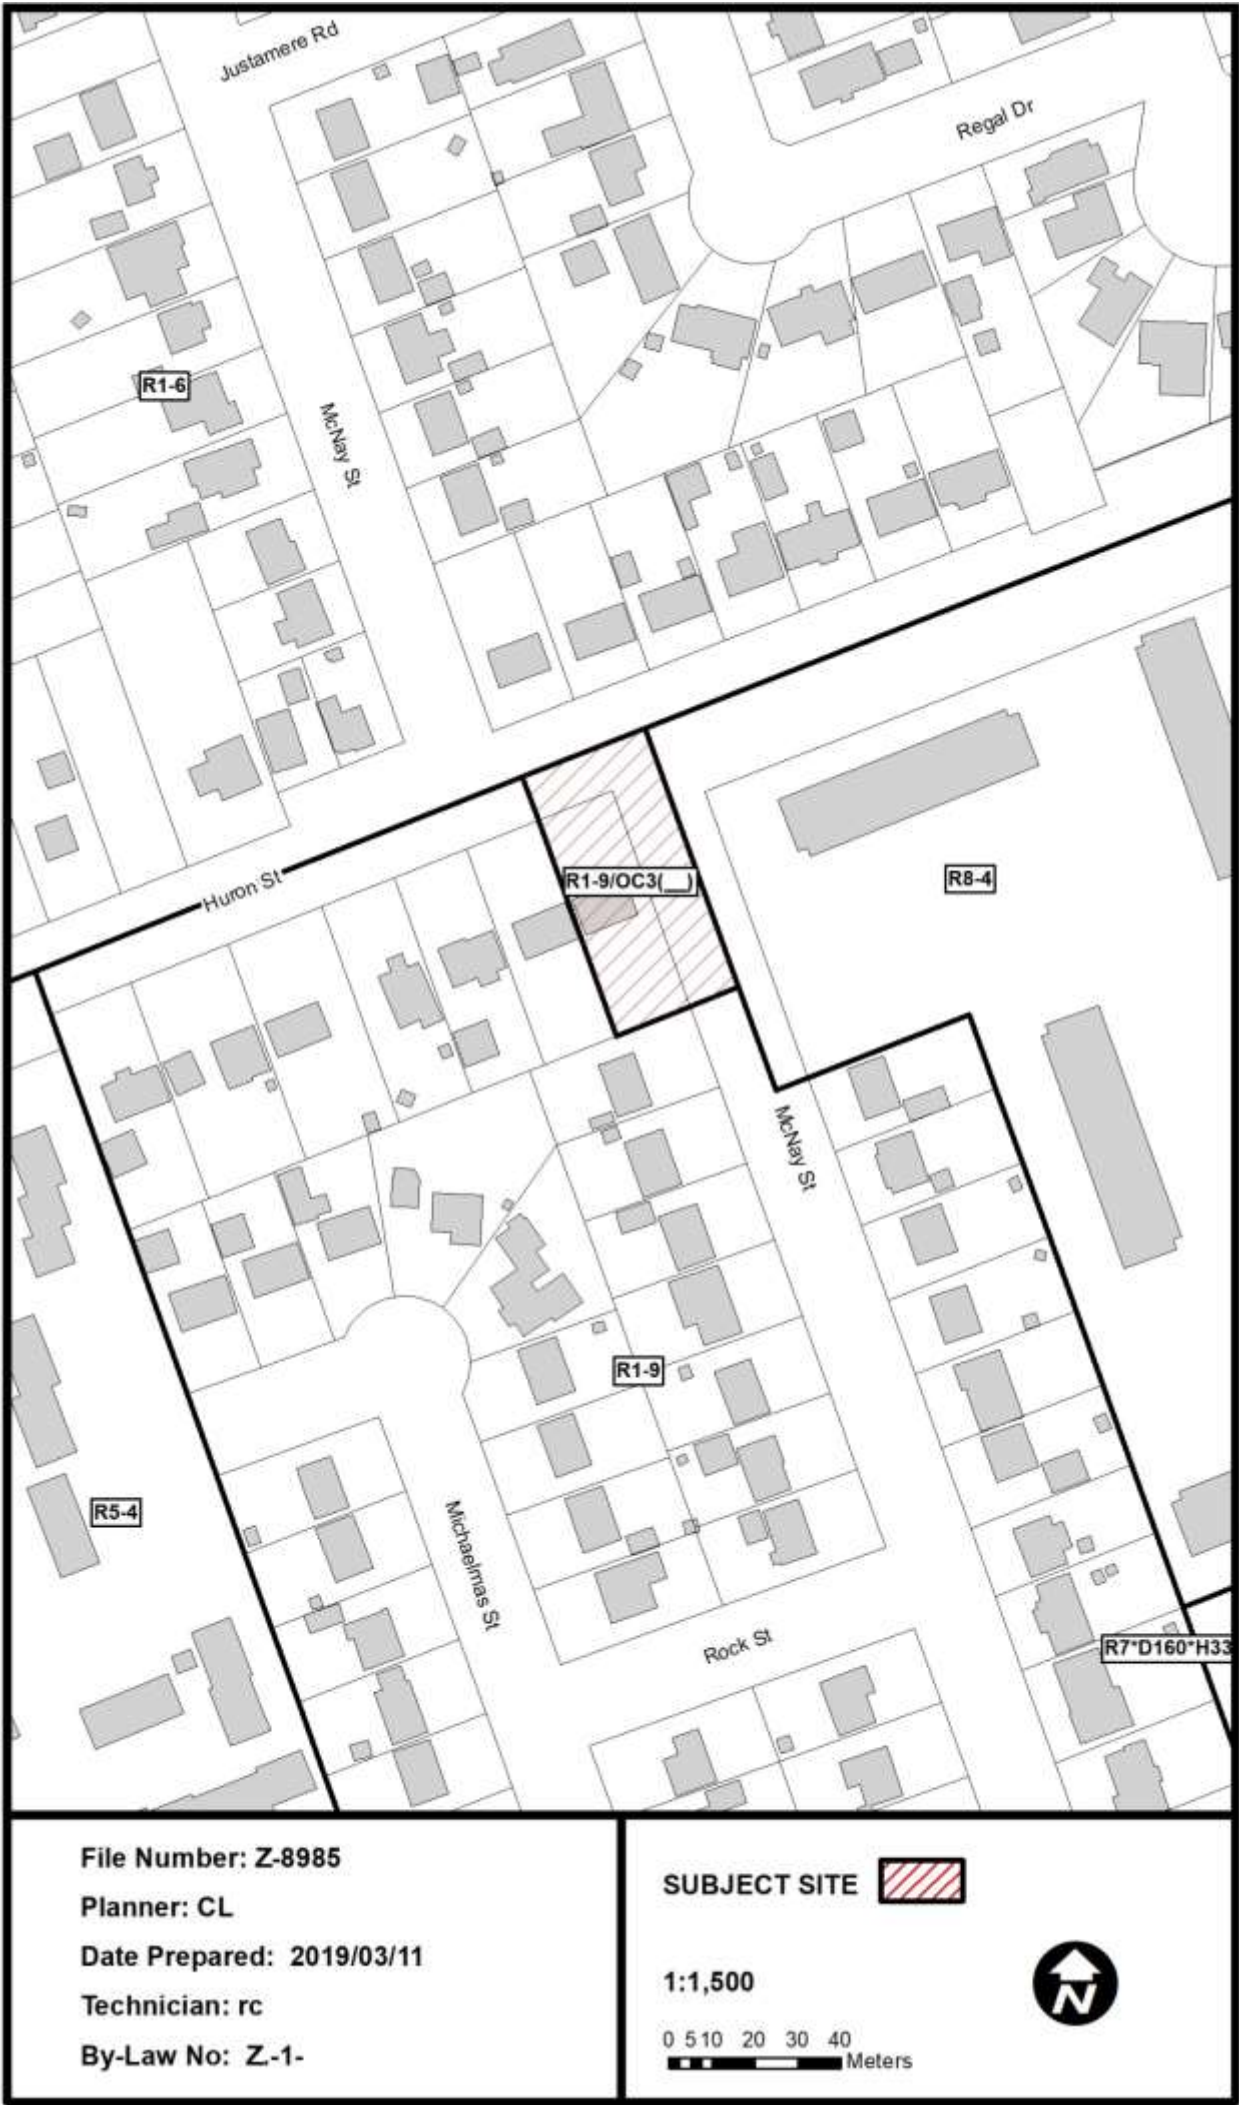 Justamere Rd
Regal Dr
R1-6
McNay St
Huron St
R1-9/OC3(__)
R8-4
McNay St
R1-9
R5-4
Michaelmas St
Rock St
R7*D160*H33
File Number: Z-8985
Planner: CL
Date Prepared: 2019/03/11
Technician: rc
By-Law No: Z.-1-
SUBJECT SITE
1:1,500
0 5 10 20 30 40
Meters
N